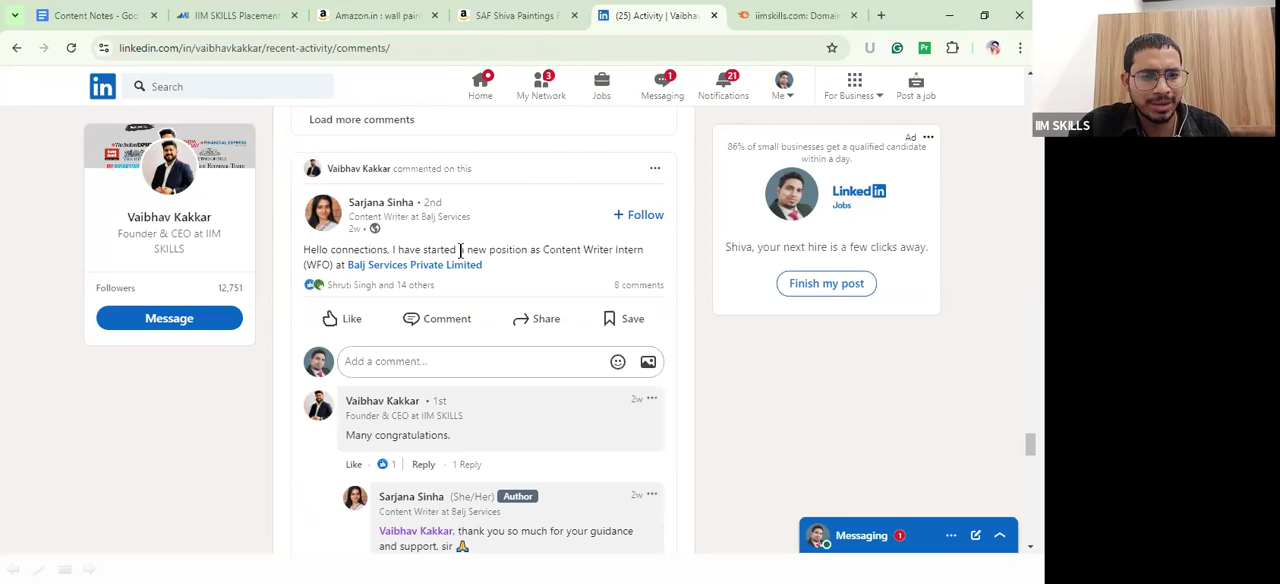 Content Notes - Goo
IIM SKILLS Placement
Amazon.in : wall pain
SAF Shiva Paintings F
(25) Activity | Vaibha
iimskills.com: Domai
linkedin.com/in/vaibhavkakkar/recent-activity/comments/
Search
Home
3
My Network
Jobs
1
Messaging
21
Notifications
Me
For Business
Post a job
IIM SKILLS
Vaibhav Kakkar
Founder & CEO at IIM
SKILLS
Followers 12,751
Message
Load more comments
Vaibhav Kakkar commented on this
Sarjana Sinha • 2nd
Content Writer at Balj Services
2w •
+ Follow
Hello connections, I have started a new position as Content Writer Intern
(WFO) at Balj Services Private Limited
Shruti Singh and 14 others 8 comments
Like Comment Share Save
Add a comment...
Vaibhav Kakkar • 1st 2w
Founder & CEO at IIM SKILLS
Many congratulations.
Like · 1 | Reply · 1 Reply
Sarjana Sinha (She/Her) Author 2w
Content Writer at Balj Services
Vaibhav Kakkar, thank you so much for your guidance
and support, sir 🙏
Ad
86% of small businesses get a qualified candidate
within a day.
Linked in
Jobs
Shiva, your next hire is a few clicks away.
Finish my post
Messaging 1